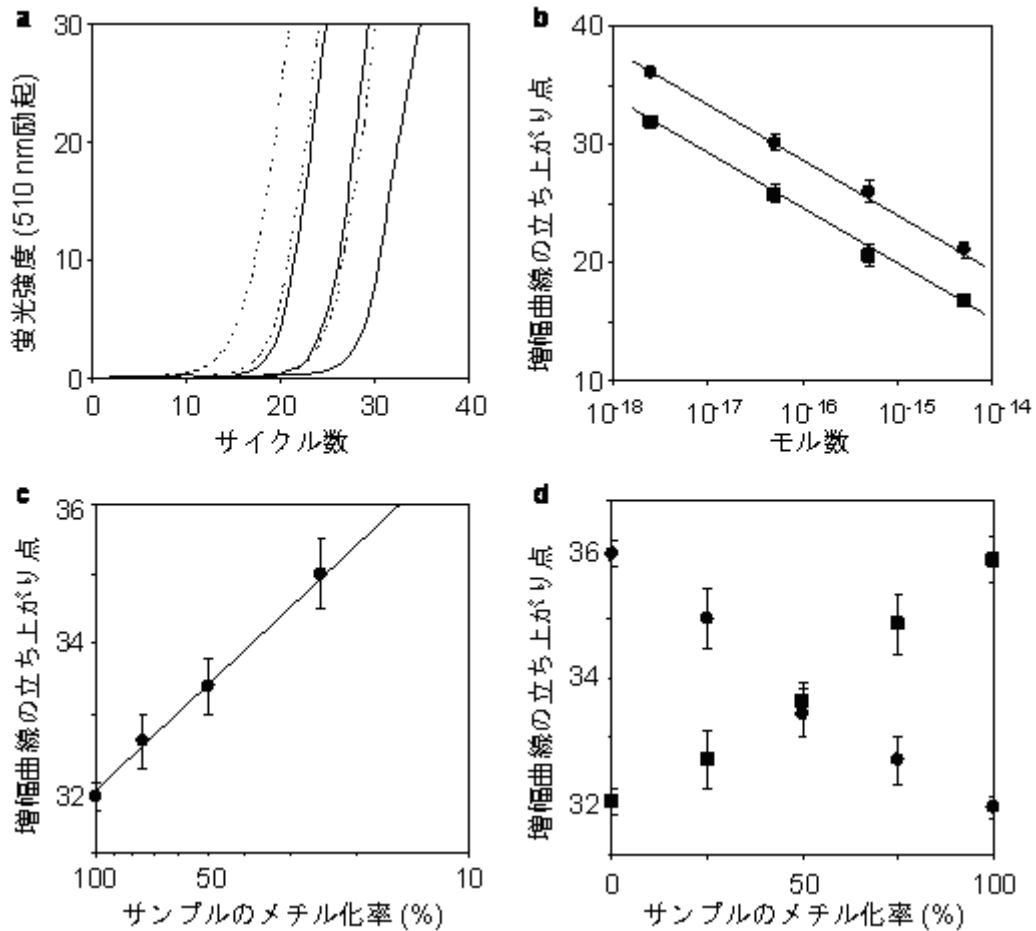 a
30
20
10
0
蛍光強度 (510 nm励起)
0 10 20 30 40
サイクル数
b
40
30
20
10
増幅曲線の立ち上がり点
10-18 10-17 10-16 10-15 10-14
モル数
c
36
34
32
増幅曲線の立ち上がり点
100 50 10
サンプルのメチル化率 (%)
d
36
34
32
増幅曲線の立ち上がり点
0 50 100
サンプルのメチル化率 (%)